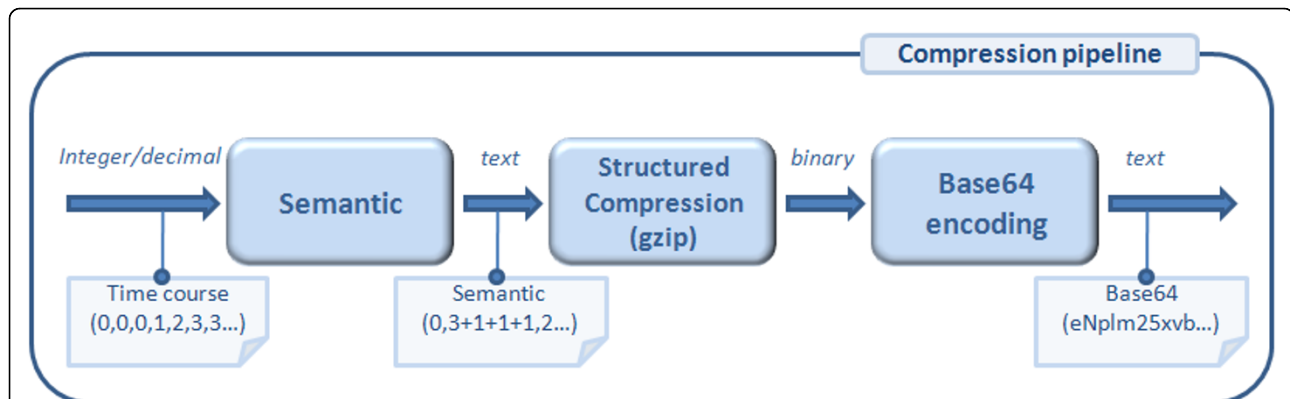 Compression pipeline
Integer/decimal
text
binary
text
Semantic
Structured
Compression
(gzip)
Base64
encoding
Time course
(0,0,0,1,2,3,3...)
Semantic
(0,3+1+1+1,2...)
Base64
(eNplm25xvb...)